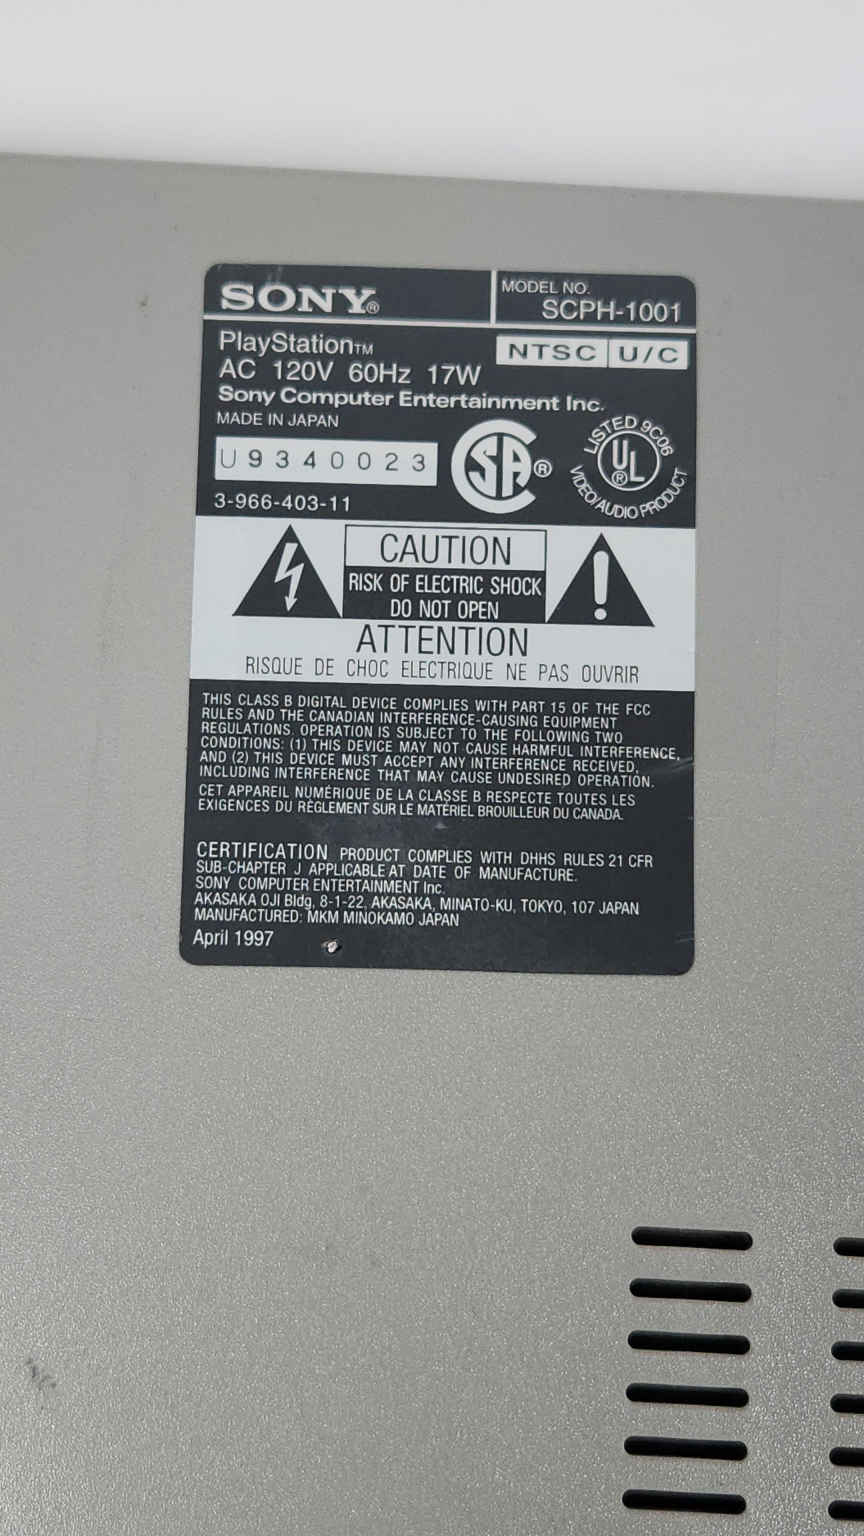 SONY®
MODEL NO.
SCPH-1001
PlayStation™
NTSC U/C
AC 120V 60Hz 17W
Sony Computer Entertainment Inc.
MADE IN JAPAN
U9340023
SA®
LISTED 9C06
UL®
VIDEO/AUDIO PRODUCT
3-966-403-11
CAUTION
RISK OF ELECTRIC SHOCK
DO NOT OPEN
ATTENTION
RISQUE DE CHOC ELECTRIQUE NE PAS OUVRIR
THIS CLASS B DIGITAL DEVICE COMPLIES WITH PART 15 OF THE FCC
RULES AND THE CANADIAN INTERFERENCE-CAUSING EQUIPMENT
REGULATIONS. OPERATION IS SUBJECT TO THE FOLLOWING TWO
CONDITIONS: (1) THIS DEVICE MAY NOT CAUSE HARMFUL INTERFERENCE,
AND (2) THIS DEVICE MUST ACCEPT ANY INTERFERENCE RECEIVED,
INCLUDING INTERFERENCE THAT MAY CAUSE UNDESIRED OPERATION.
CET APPAREIL NUMÉRIQUE DE LA CLASSE B RESPECTE TOUTES LES
EXIGENCES DU RÈGLEMENT SUR LE MATÉRIEL BROUILLEUR DU CANADA.
CERTIFICATION PRODUCT COMPLIES WITH DHHS RULES 21 CFR
SUB-CHAPTER J APPLICABLE AT DATE OF MANUFACTURE.
SONY COMPUTER ENTERTAINMENT Inc.
AKASAKA OJI Bldg, 8-1-22, AKASAKA, MINATO-KU, TOKYO, 107 JAPAN
MANUFACTURED: MKM MINOKAMO JAPAN
April 1997